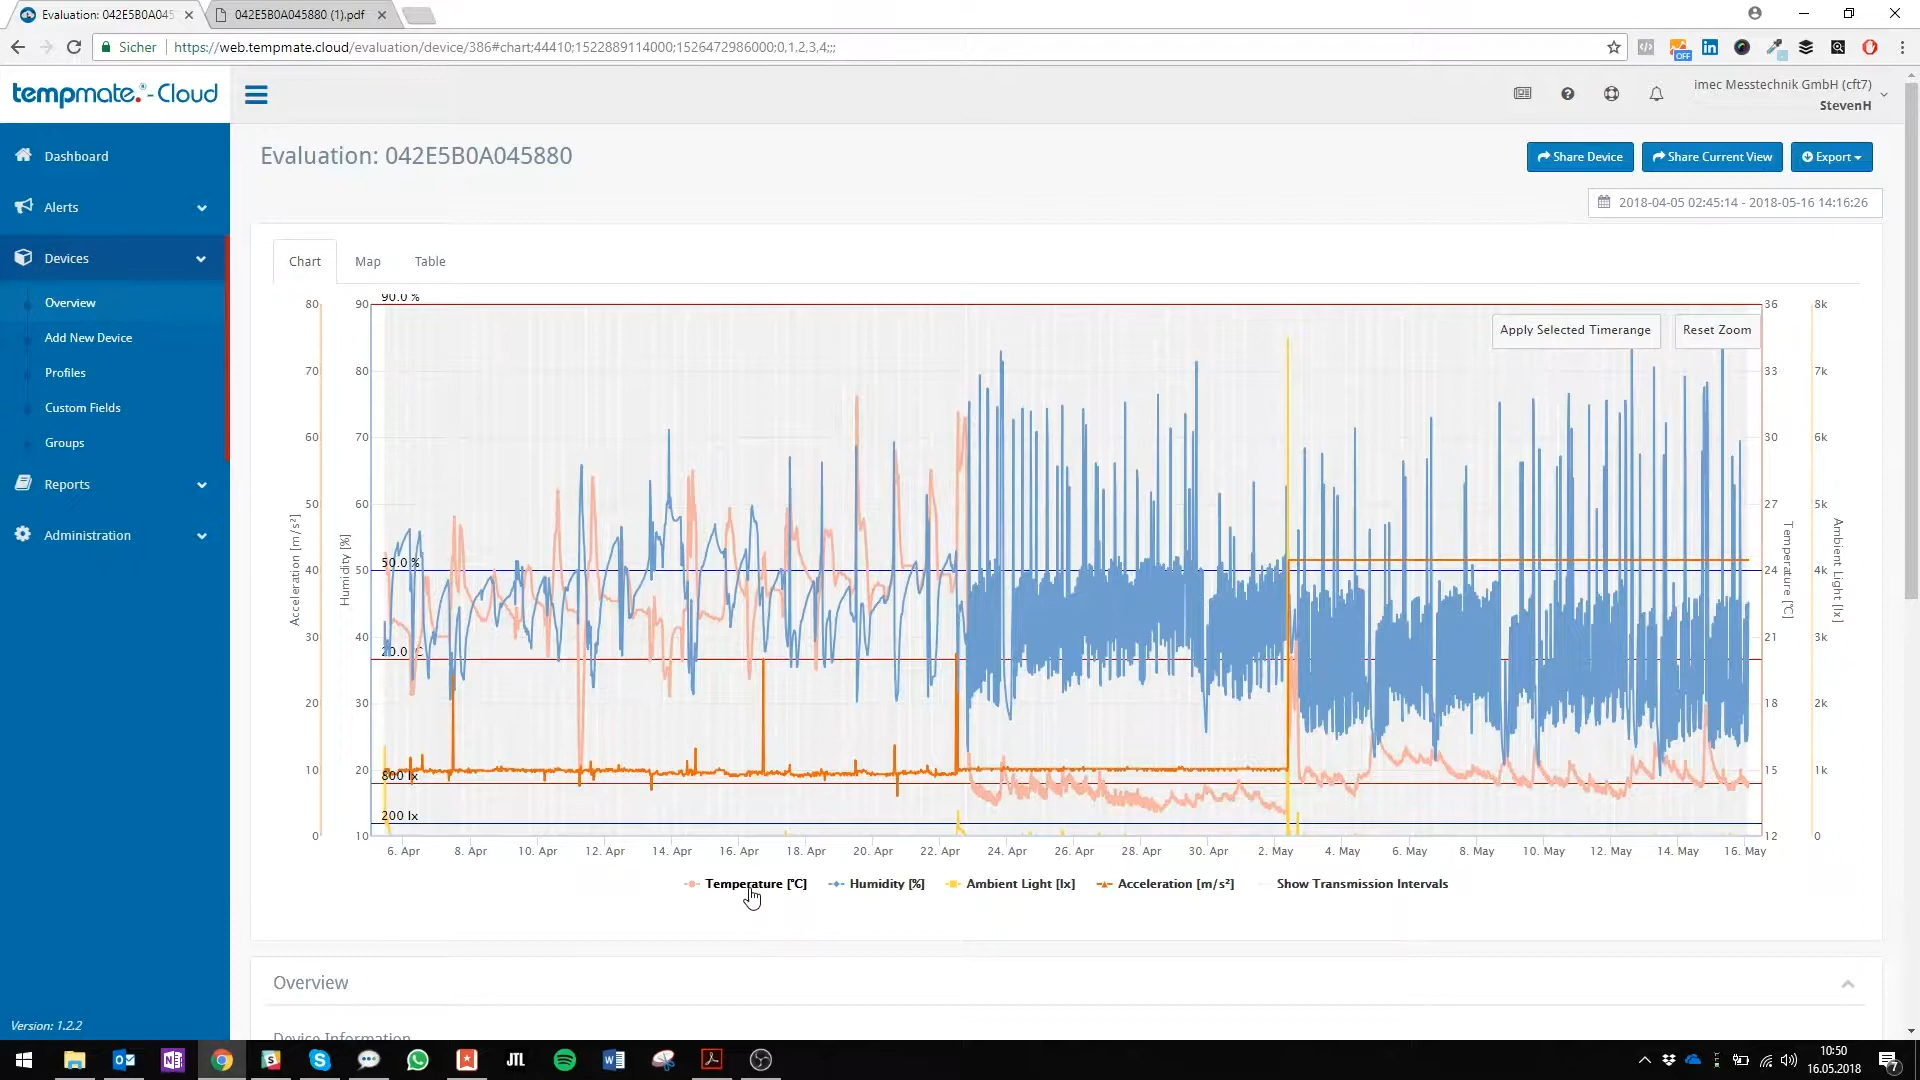 Evaluation: 042E5B0A045
042E5B0A045880 (1).pdf
Sicher
https://web.tempmate.cloud/evaluation/device/386#chart;44410;1522889114000;1526472986000;0,1,2,3,4;;;
OFF
tempmate.®-Cloud
imec Messtechnik GmbH (cft7)
StevenH
Dashboard
Alerts
Devices
Overview
Add New Device
Profiles
Custom Fields
Groups
Reports
Administration
Version: 1.2.2
Evaluation: 042E5B0A045880
Share Device
Share Current View
Export
2018-04-05 02:45:14 - 2018-05-16 14:16:26
Chart
Map
Table
Apply Selected Timerange
Reset Zoom
80
70
60
50
40
30
20
10
0
Acceleration [m/s²]
90
80
70
60
50
40
30
20
10
Humidity [%]
90.0 %
50.0 %
20.0 °C
800 lx
200 lx
36
33
30
27
24
21
18
15
12
Temperature [°C]
8k
7k
6k
5k
4k
3k
2k
1k
0
Ambient Light [lx]
6. Apr
8. Apr
10. Apr
12. Apr
14. Apr
16. Apr
18. Apr
20. Apr
22. Apr
24. Apr
26. Apr
28. Apr
30. Apr
2. May
4. May
6. May
8. May
10. May
12. May
14. May
16. May
Temperature [°C]
Humidity [%]
Ambient Light [lx]
Acceleration [m/s²]
Show Transmission Intervals
Overview
Device Information
JTL
10:50
16.05.2018
7